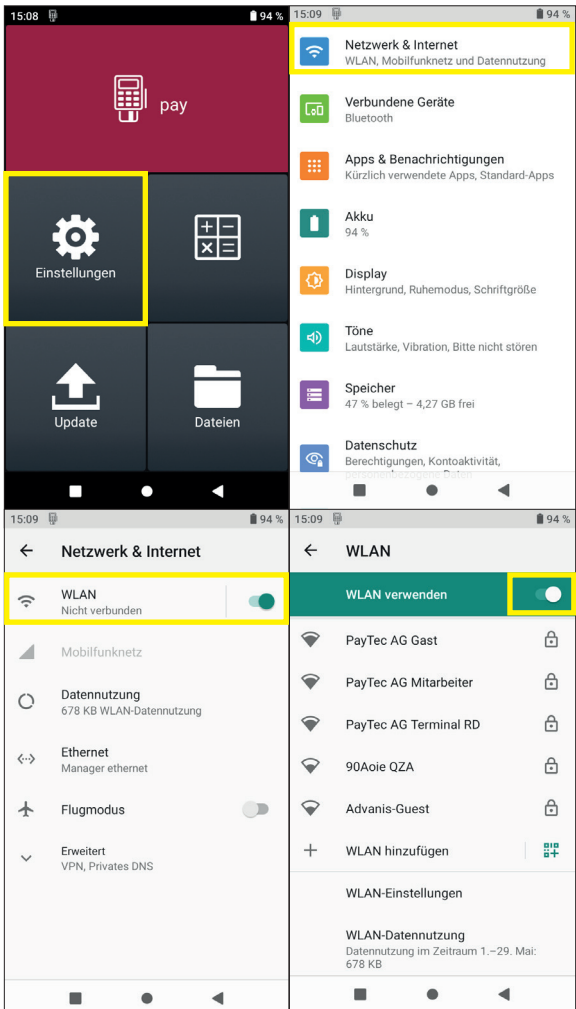 15:08
94 %
pay
Einstellungen
Update
Dateien
15:09
94 %
Netzwerk & Internet
WLAN, Mobilfunknetz und Datennutzung
Verbundene Geräte
Bluetooth
Apps & Benachrichtigungen
Kürzlich verwendete Apps, Standard-Apps
Akku
94 %
Display
Hintergrund, Ruhemodus, Schriftgröße
Töne
Lautstärke, Vibration, Bitte nicht stören
Speicher
47 % belegt – 4,27 GB frei
Datenschutz
Berechtigungen, Kontoaktivität,
personenbezogene Daten
15:09
94 %
Netzwerk & Internet
WLAN
Nicht verbunden
Mobilfunknetz
Datennutzung
678 KB WLAN-Datennutzung
Ethernet
Manager ethernet
Flugmodus
Erweitert
VPN, Privates DNS
15:09
94 %
WLAN
WLAN verwenden
PayTec AG Gast
PayTec AG Mitarbeiter
PayTec AG Terminal RD
90Aoie QZA
Advanis-Guest
WLAN hinzufügen
WLAN-Einstellungen
WLAN-Datennutzung
Datennutzung im Zeitraum 1.–29. Mai:
678 KB